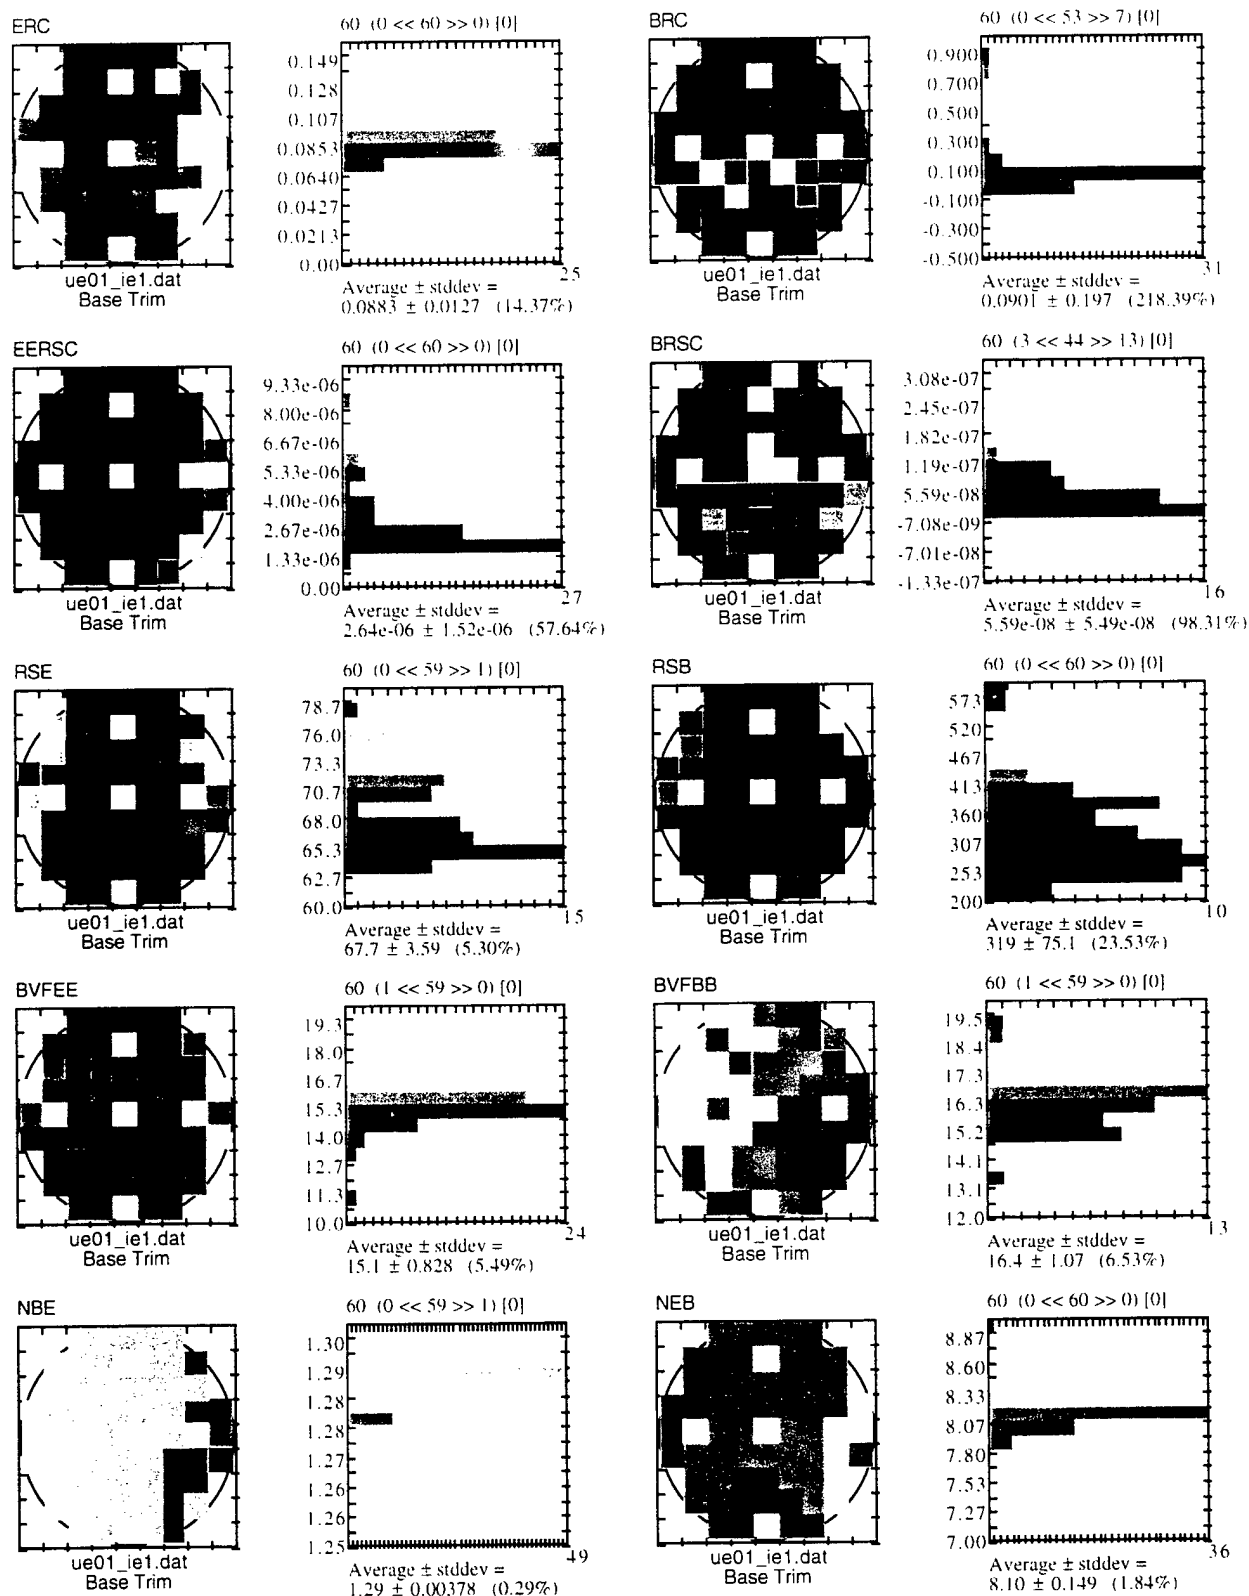 ERC
60 (0 << 60 >> 0) [0]
0.149
0.128
0.107
0.0853
0.0640
0.0427
0.0213
0.00
25
ue01_ie1.dat
Base Trim
Average ± stddev =
0.0883 ± 0.0127 (14.37%)
BRC
60 (0 << 53 >> 7) [0]
0.900
0.700
0.500
0.300
0.100
-0.100
-0.300
-0.500
31
ue01_ie1.dat
Base Trim
Average ± stddev =
0.0901 ± 0.197 (218.39%)
EERSC
60 (0 << 60 >> 0) [0]
9.33e-06
8.00e-06
6.67e-06
5.33e-06
4.00e-06
2.67e-06
1.33e-06
0.00
27
ue01_ie1.dat
Base Trim
Average ± stddev =
2.64e-06 ± 1.52e-06 (57.64%)
BRSC
60 (3 << 44 >> 13) [0]
3.08e-07
2.45e-07
1.82e-07
1.19e-07
5.59e-08
-7.08e-09
-7.01e-08
-1.33e-07
16
ue01_ie1.dat
Base Trim
Average ± stddev =
5.59e-08 ± 5.49e-08 (98.31%)
RSE
60 (0 << 59 >> 1) [0]
78.7
76.0
73.3
70.7
68.0
65.3
62.7
60.0
15
ue01_ie1.dat
Base Trim
Average ± stddev =
67.7 ± 3.59 (5.30%)
RSB
60 (0 << 60 >> 0) [0]
573
520
467
413
360
307
253
200
10
ue01_ie1.dat
Base Trim
Average ± stddev =
319 ± 75.1 (23.53%)
BVFEE
60 (1 << 59 >> 0) [0]
19.3
18.0
16.7
15.3
14.0
12.7
11.3
10.0
24
ue01_ie1.dat
Base Trim
Average ± stddev =
15.1 ± 0.828 (5.49%)
BVFBB
60 (1 << 59 >> 0) [0]
19.5
18.4
17.3
16.3
15.2
14.1
13.1
12.0
13
ue01_ie1.dat
Base Trim
Average ± stddev =
16.4 ± 1.07 (6.53%)
NBE
60 (0 << 59 >> 1) [0]
1.30
1.29
1.28
1.28
1.27
1.26
1.26
1.25
49
ue01_ie1.dat
Base Trim
Average ± stddev =
1.29 ± 0.00378 (0.29%)
NEB
60 (0 << 60 >> 0) [0]
8.87
8.60
8.33
8.07
7.80
7.53
7.27
7.00
36
ue01_ie1.dat
Base Trim
Average ± stddev =
8.10 ± 0.149 (1.84%)